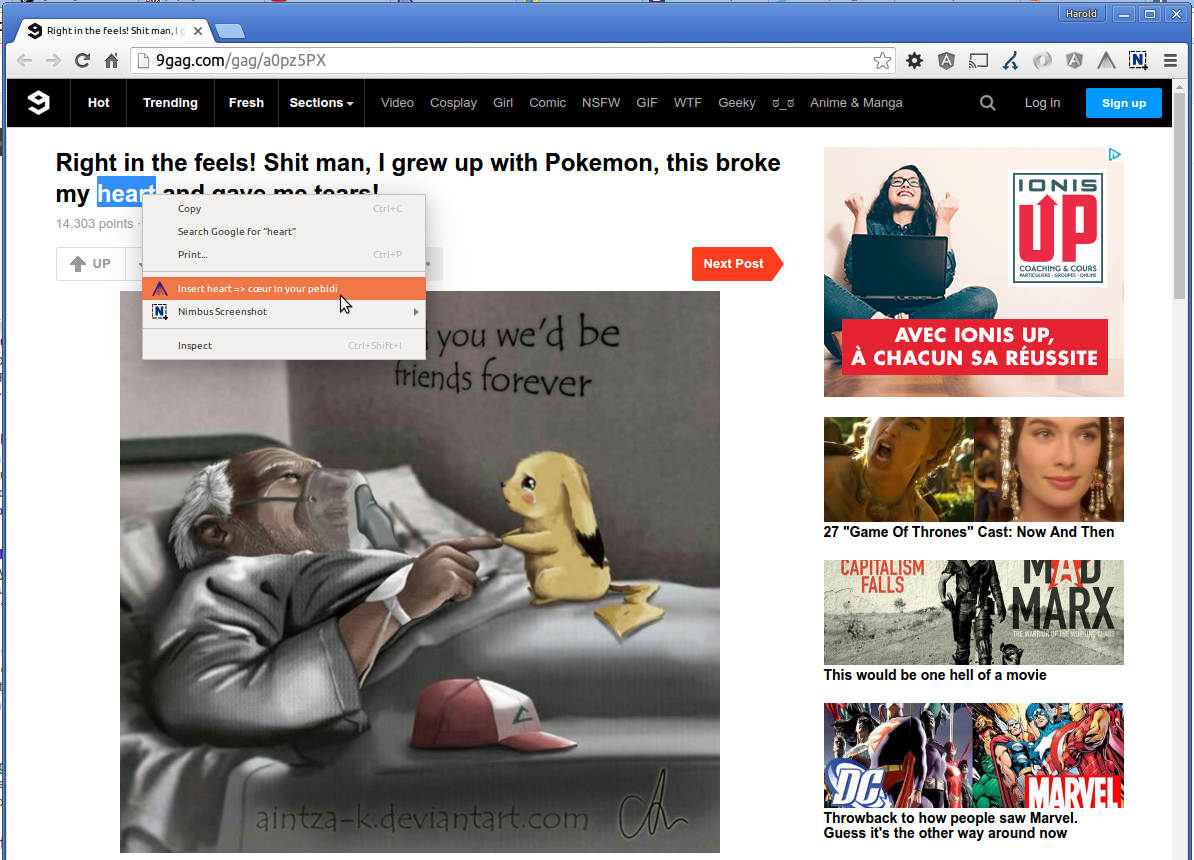 Harold
Right in the feels! Shit man, I g
9gag.com/gag/a0pz5PX
Hot Trending Fresh Sections Video Cosplay Girl Comic NSFW GIF WTF Geeky ಠ_ಠ Anime & Manga Log in Sign up
Right in the feels! Shit man, I grew up with Pokemon, this broke
my heart and gave me tears!
14,303 points ·
UP
Next Post
Copy Ctrl+C
Search Google for “heart”
Print... Ctrl+P
Insert heart => cœur in your pebidi
Nimbus Screenshot
Inspect Ctrl+Shift+I
you we'd be
friends forever
aintza-k.deviantart.com
IONIS
UP
COACHING & COURS
PARTICULIERS · GROUPES · ONLINE
AVEC IONIS UP,
À CHACUN SA RÉUSSITE
27 "Game Of Thrones" Cast: Now And Then
CAPITALISM
FALLS
MAD
MARX
THE WARRIOR OF THE WORKING CLASS
This would be one hell of a movie
DC
MARVEL
Throwback to how people saw Marvel.
Guess it's the other way around now